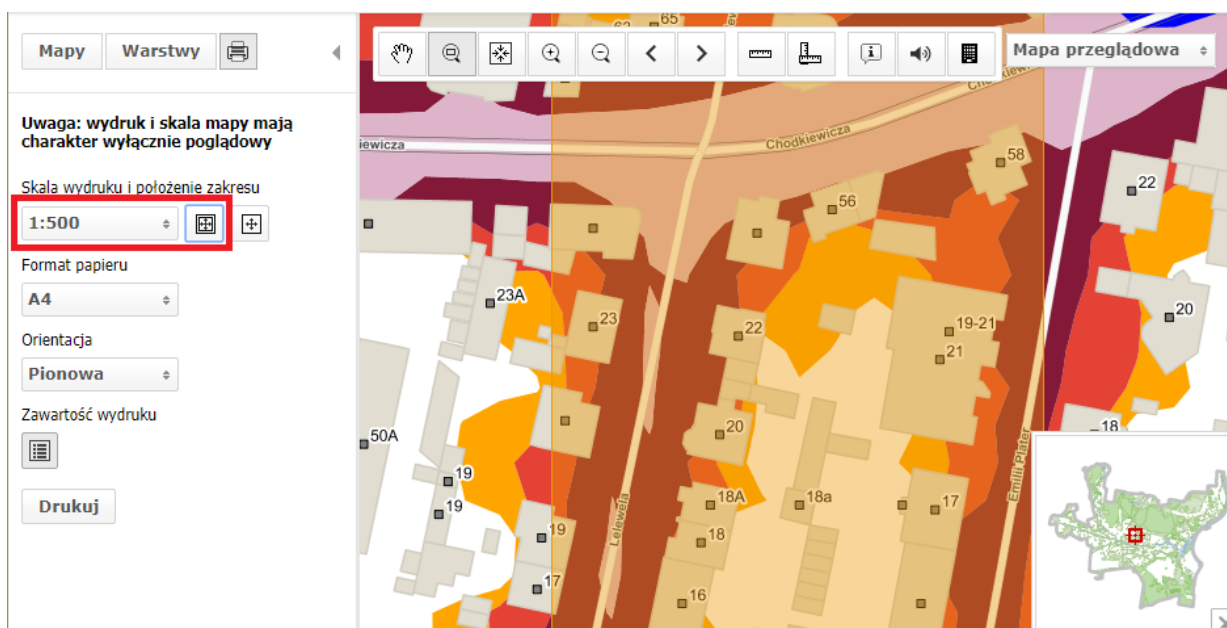 Mapy
Warstwy
Mapa przeglądowa
Uwaga: wydruk i skala mapy mają
charakter wyłącznie poglądowy
Skala wydruku i położenie zakresu
1:500
Format papieru
A4
Orientacja
Pionowa
Zawartość wydruku
Drukuj
62
65
iewicza
Chodkiewicza
58
22
56
23A
20
23
22
19-21
21
18
50A
20
19
19
18A
18a
17
19
18
17
16
Lelewela
Emilii Plater